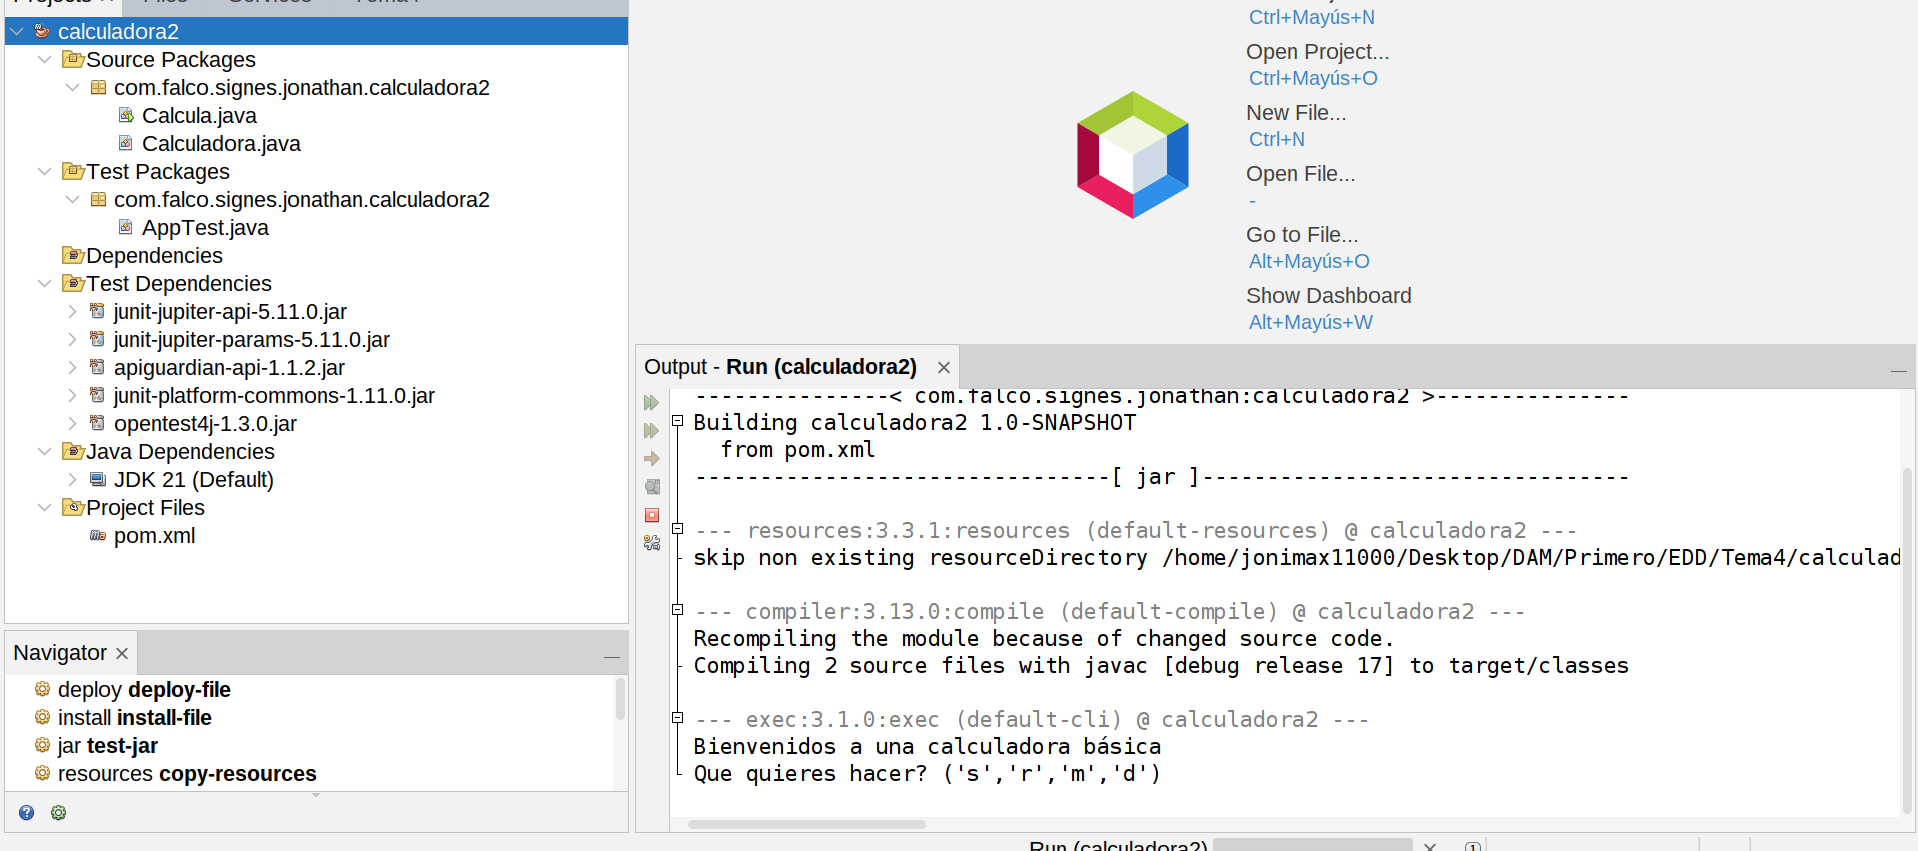 Projects
Files
Services
calculadora2
Source Packages
com.falco.signes.jonathan.calculadora2
Calcula.java
Calculadora.java
Test Packages
com.falco.signes.jonathan.calculadora2
AppTest.java
Dependencies
Test Dependencies
junit-jupiter-api-5.11.0.jar
junit-jupiter-params-5.11.0.jar
apiguardian-api-1.1.2.jar
junit-platform-commons-1.11.0.jar
opentest4j-1.3.0.jar
Java Dependencies
JDK 21 (Default)
Project Files
pom.xml
Navigator
deploy deploy-file
install install-file
jar test-jar
resources copy-resources
Ctrl+Mayús+N
Open Project...
Ctrl+Mayús+O
New File...
Ctrl+N
Open File...
-
Go to File...
Alt+Mayús+O
Show Dashboard
Alt+Mayús+W
Output - Run (calculadora2)
---------------< com.falco.signes.jonathan:calculadora2 >---------------
Building calculadora2 1.0-SNAPSHOT
from pom.xml
--------------------------------[ jar ]---------------------------------
--- resources:3.3.1:resources (default-resources) @ calculadora2 ---
skip non existing resourceDirectory /home/jonimax11000/Desktop/DAM/Primero/EDD/Tema4/calculad
--- compiler:3.13.0:compile (default-compile) @ calculadora2 ---
Recompiling the module because of changed source code.
Compiling 2 source files with javac [debug release 17] to target/classes
--- exec:3.1.0:exec (default-cli) @ calculadora2 ---
Bienvenidos a una calculadora básica
Que quieres hacer? ('s','r','m','d')
Run (calculadora2)
1